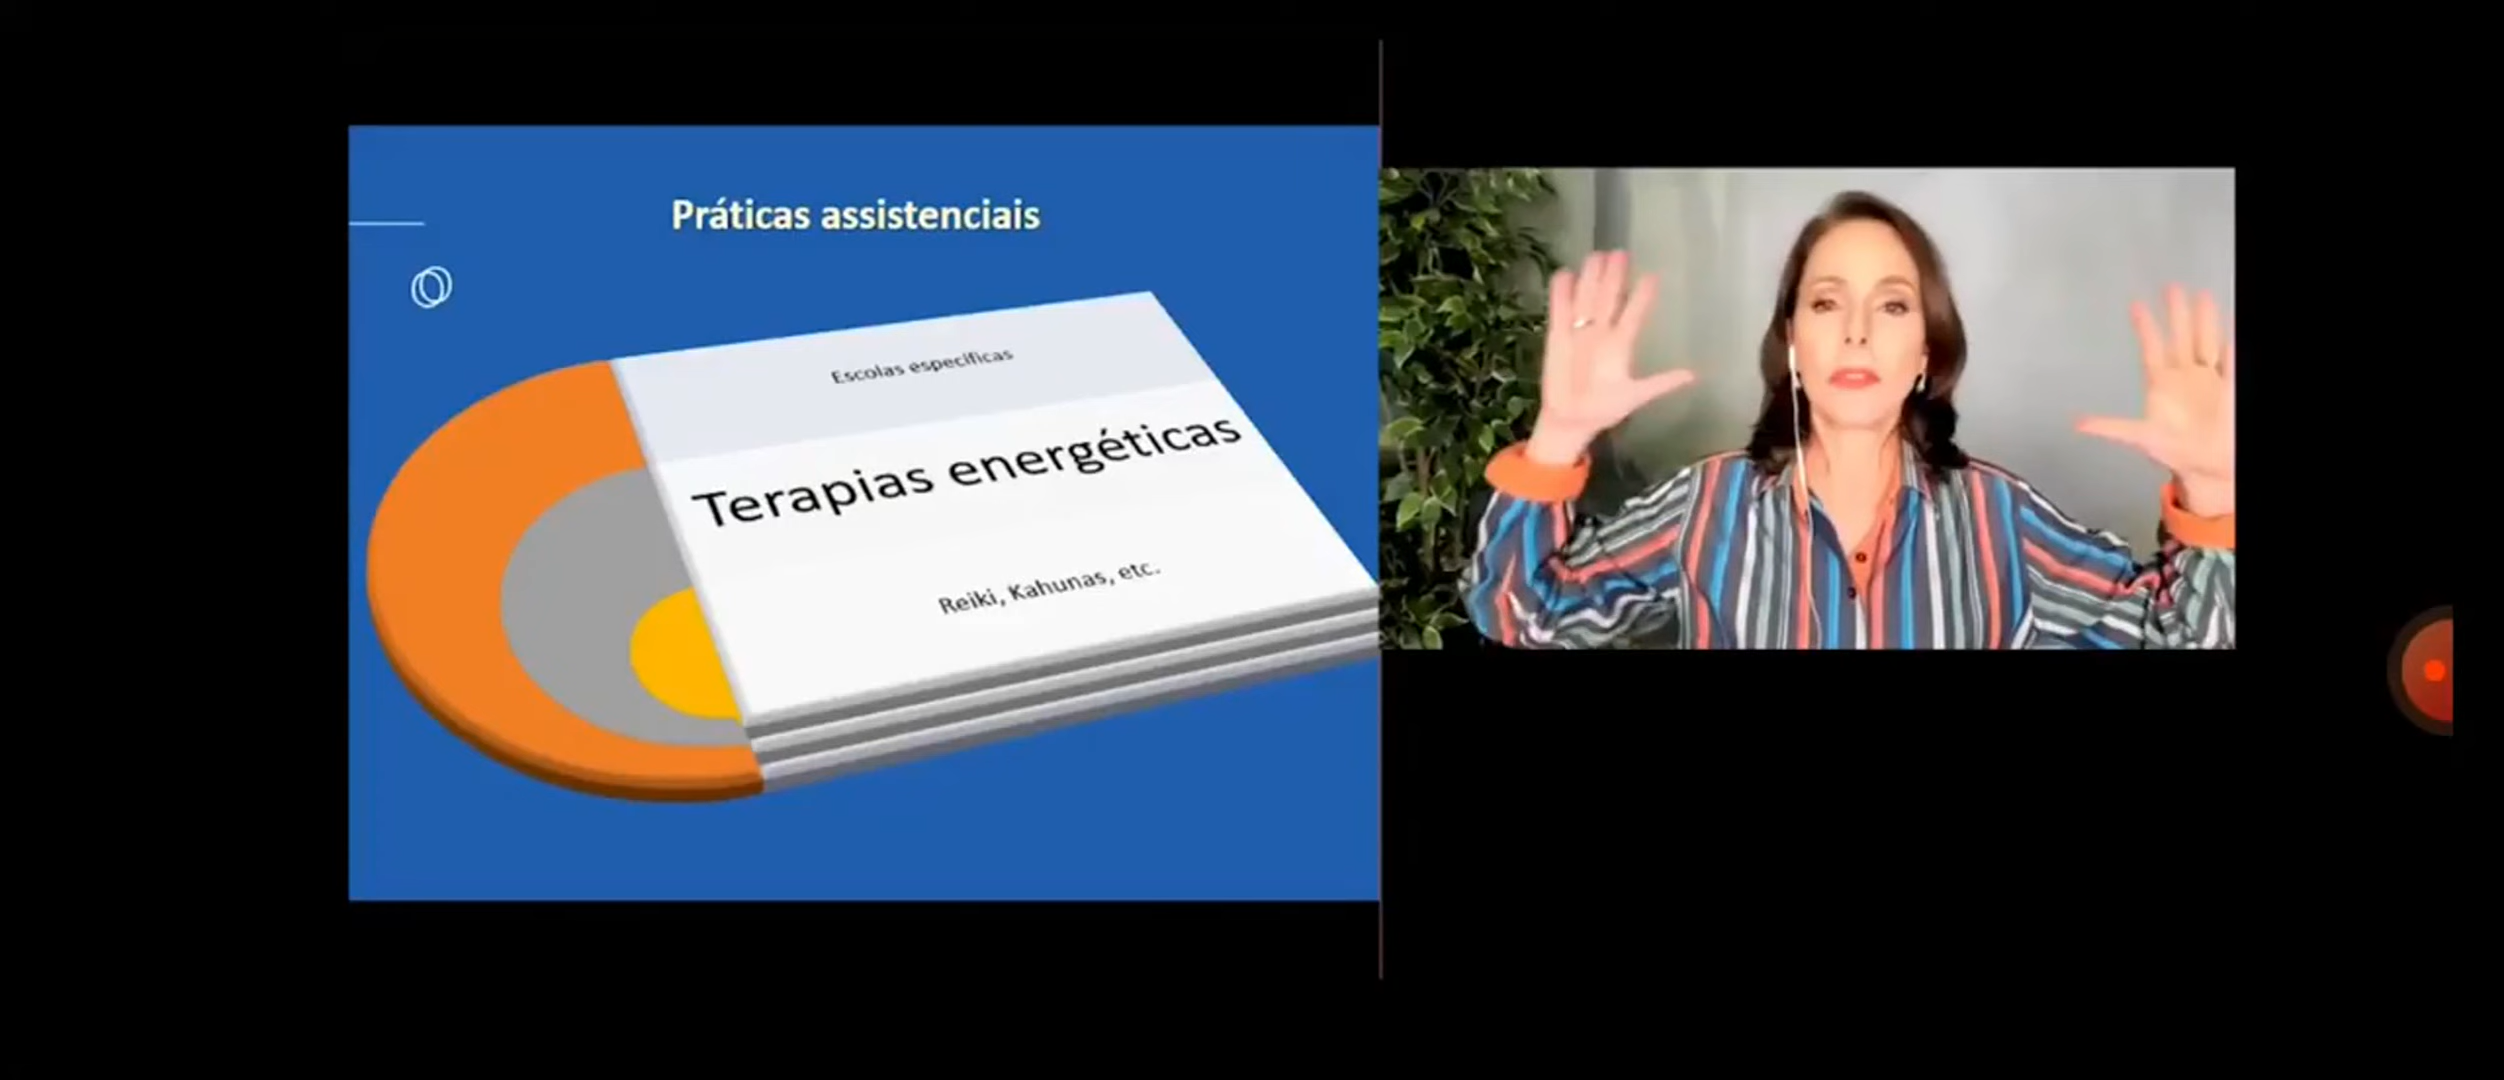 Práticas assistenciais
Escolas específicas
Terapias energéticas
Reiki, Kahunas, etc.